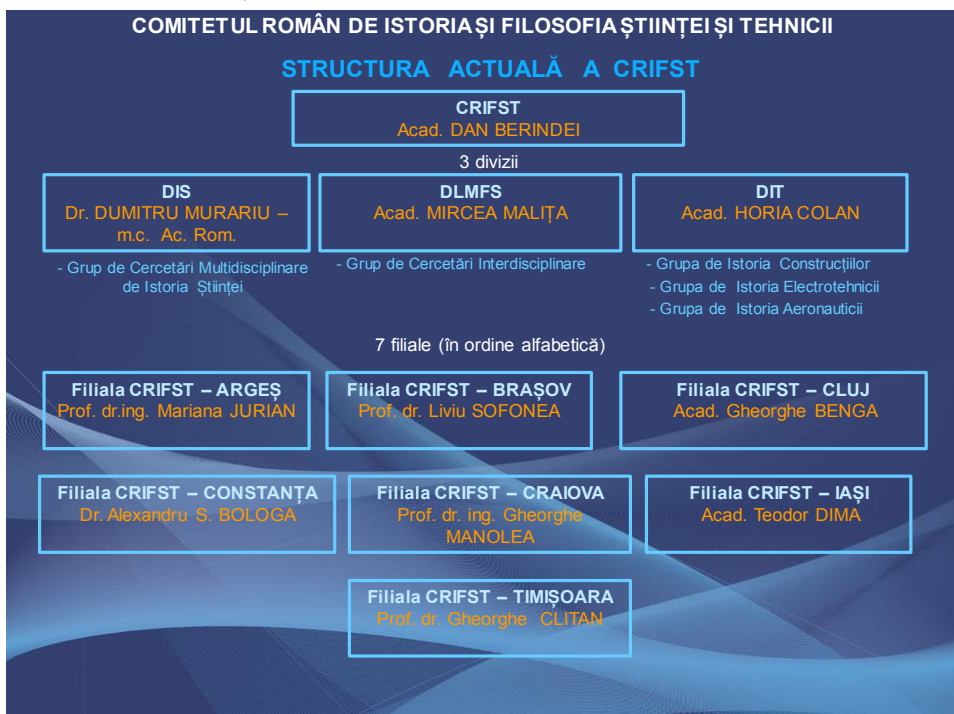 COMITETUL ROMÂN DE ISTORIA ȘI FILOSOFIA ȘTIINȚEI ȘI TEHNICII
STRUCTURA ACTUALĂ A CRIFST
CRIFST
Acad. DAN BERINDEI
3 divizii
DIS
Dr. DUMITRU MURARIU –
m.c. Ac. Rom.
- Grup de Cercetări Multidisciplinare
de Istoria Științei
DLMFS
Acad. MIRCEA MALIȚA
- Grup de Cercetări Interdisciplinare
DIT
Acad. HORIA COLAN
- Grupa de Istoria Construcțiilor
- Grupa de Istoria Electrotehnicii
- Grupa de Istoria Aeronauticii
7 filiale (în ordine alfabetică)
Filiala CRIFST – ARGEȘ
Prof. dr.ing. Mariana JURIAN
Filiala CRIFST – BRAȘOV
Prof. dr. Liviu SOFONEA
Filiala CRIFST – CLUJ
Acad. Gheorghe BENGA
Filiala CRIFST – CONSTANȚA
Dr. Alexandru S. BOLOGA
Filiala CRIFST – CRAIOVA
Prof. dr. ing. Gheorghe
MANOLEA
Filiala CRIFST – IAȘI
Acad. Teodor DIMA
Filiala CRIFST – TIMIȘOARA
Prof. dr. Gheorghe CLITAN